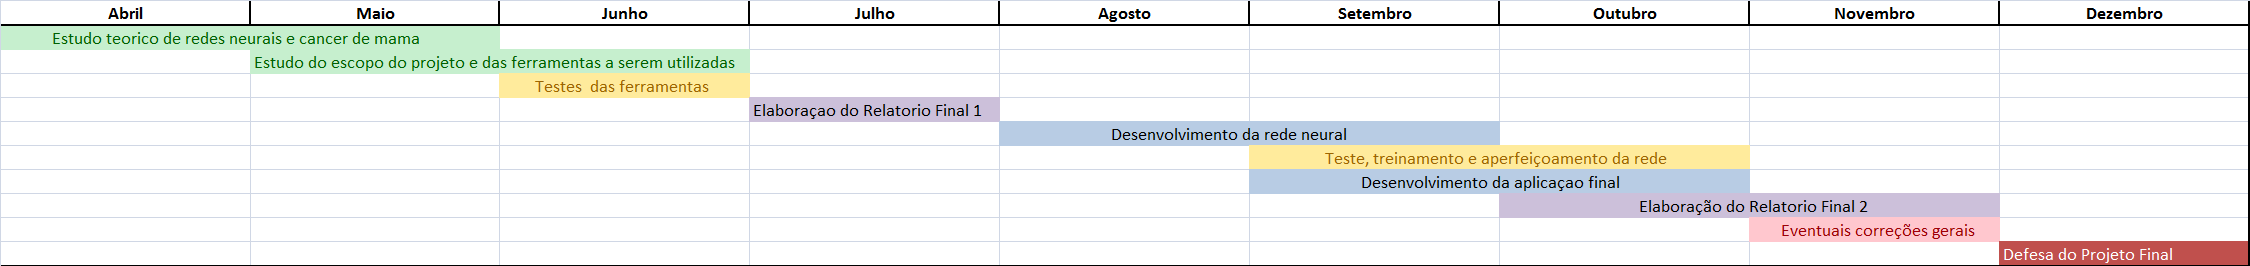 Abril Maio Junho Julho Agosto Setembro Outubro Novembro Dezembro
Estudo teorico de redes neurais e cancer de mama
Estudo do escopo do projeto e das ferramentas a serem utilizadas
Testes  das ferramentas
Elaboraçao do Relatorio Final 1
Desenvolvimento da rede neural
Teste, treinamento e aperfeiçoamento da rede
Desenvolvimento da aplicaçao final
Elaboração do Relatorio Final 2
Eventuais correções gerais
Defesa do Projeto Final